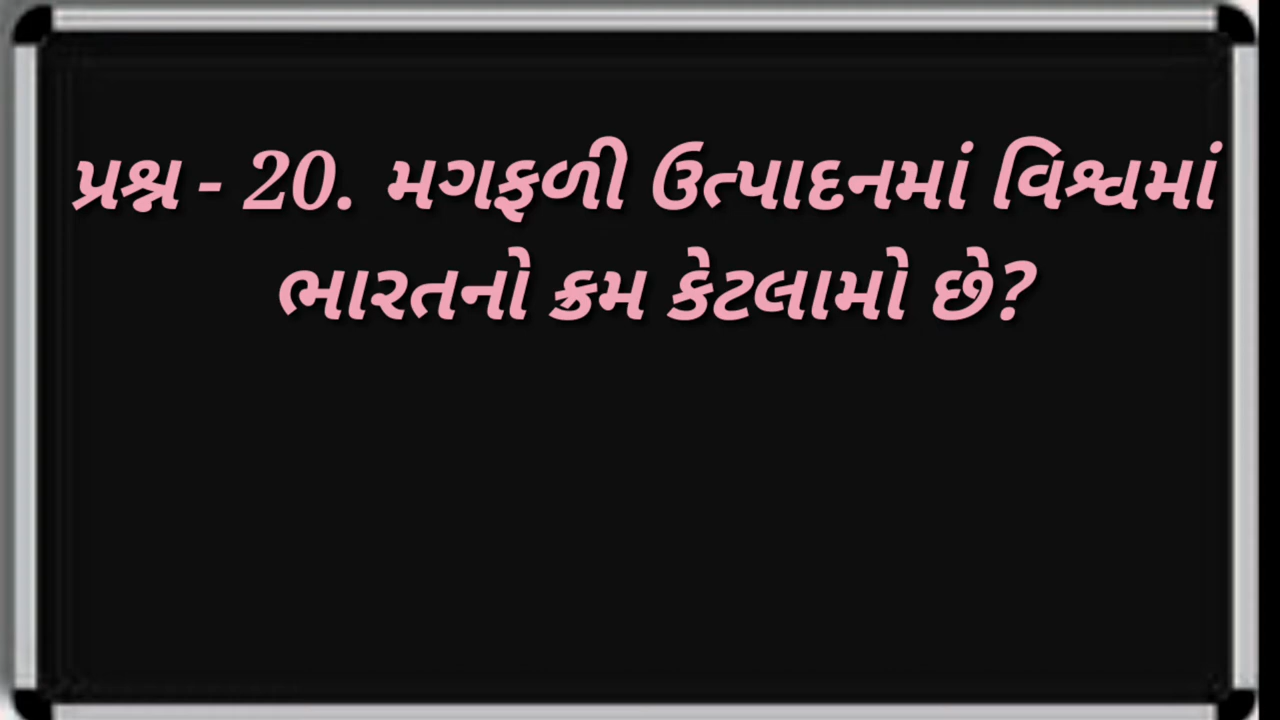 પ્રશ્ન - 20. મગફળી ઉત્પાદનમાં વિશ્વમાં
ભારતનો ક્રમ કેટલામો છે?